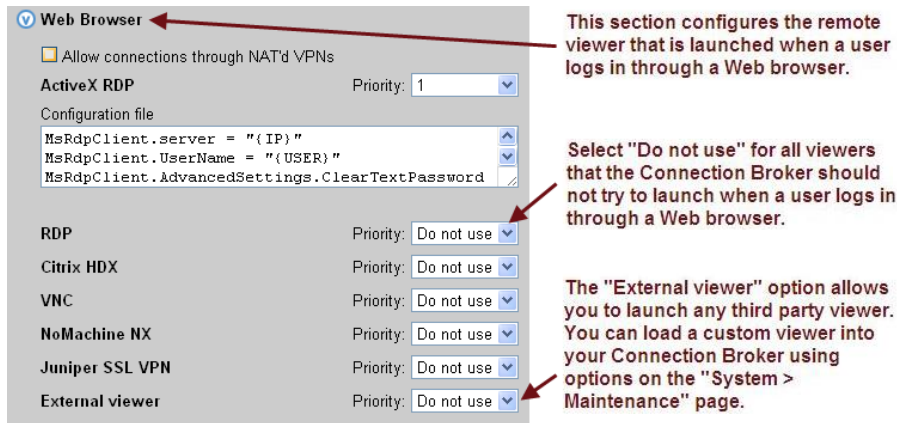 Web Browser
Allow connections through NAT'd VPNs
ActiveX RDP Priority: 1
Configuration file
MsRdpClient.server = "{IP}"
MsRdpClient.UserName = "{USER}"
MsRdpClient.AdvancedSettings.ClearTextPassword
RDP Priority: Do not use
Citrix HDX Priority: Do not use
VNC Priority: Do not use
NoMachine NX Priority: Do not use
Juniper SSL VPN Priority: Do not use
External viewer Priority: Do not use
This section configures the remote
viewer that is launched when a user
logs in through a Web browser.
Select "Do not use" for all viewers
that the Connection Broker should
not try to launch when a user logs in
through a Web browser.
The "External viewer" option allows
you to launch any third party viewer.
You can load a custom viewer into
your Connection Broker using
options on the "System >
Maintenance" page.